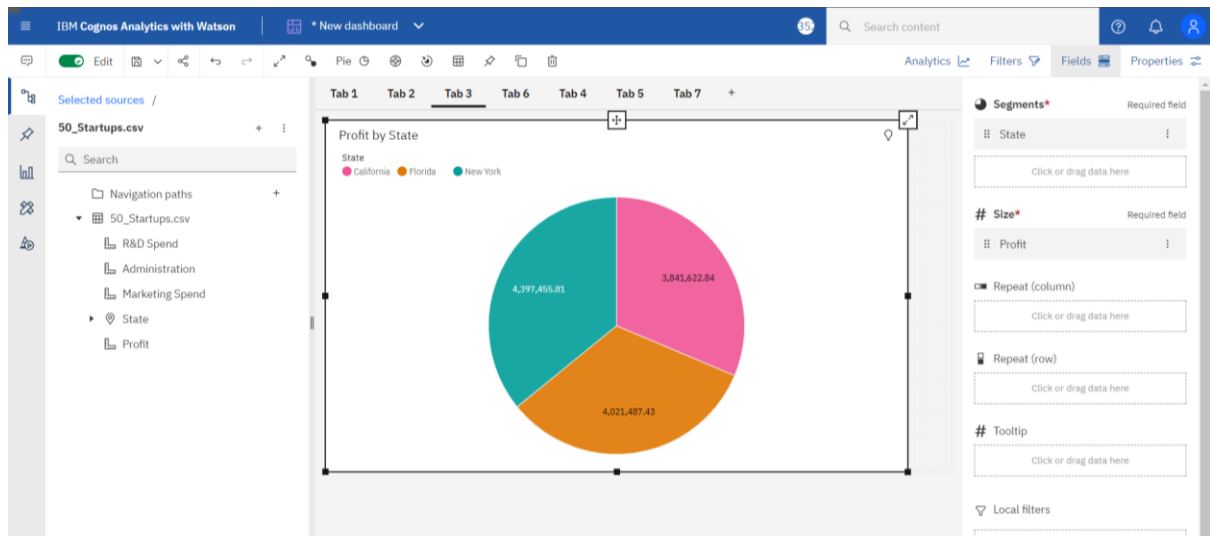 IBM Cognos Analytics with Watson
* New dashboard
35
Search content
Edit
Pie
Analytics
Filters
Fields
Properties
Selected sources /
50_Startups.csv
Search
Navigation paths
50_Startups.csv
R&D Spend
Administration
Marketing Spend
State
Profit
Tab 1 Tab 2 Tab 3 Tab 6 Tab 4 Tab 5 Tab 7 +
Profit by State
State
California Florida New York
4,397,455.81
3,841,622.84
4,021,487.43
Segments* Required field
State
Click or drag data here
# Size* Required field
Profit
Repeat (column)
Click or drag data here
Repeat (row)
Click or drag data here
# Tooltip
Click or drag data here
Local filters